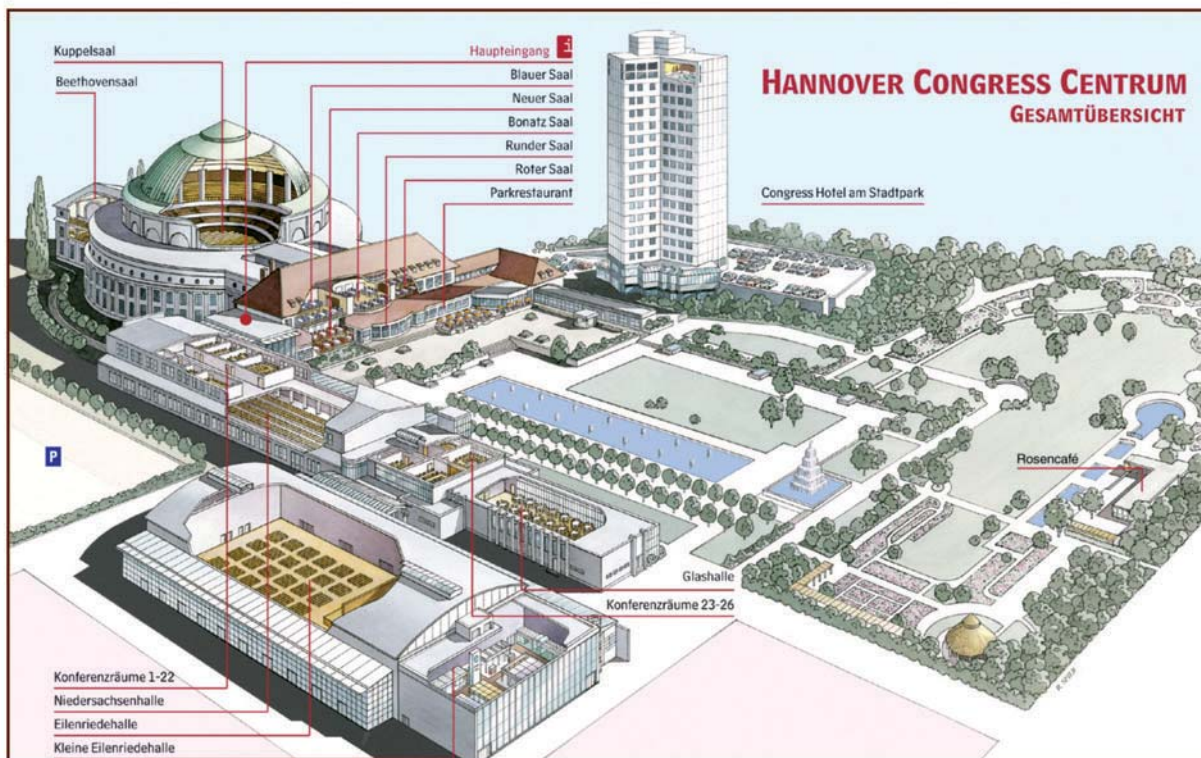 HANNOVER CONGRESS CENTRUM
GESAMTÜBERSICHT
Kuppelsaal
Beethovensaal
Haupteingang i
Blauer Saal
Neuer Saal
Bonatz Saal
Runder Saal
Roter Saal
Parkrestaurant
Congress Hotel am Stadtpark
P
Rosencafé
Glashalle
Konferenzräume 23-26
Konferenzräume 1-22
Niedersachsenhalle
Eilenriedehalle
Kleine Eilenriedehalle